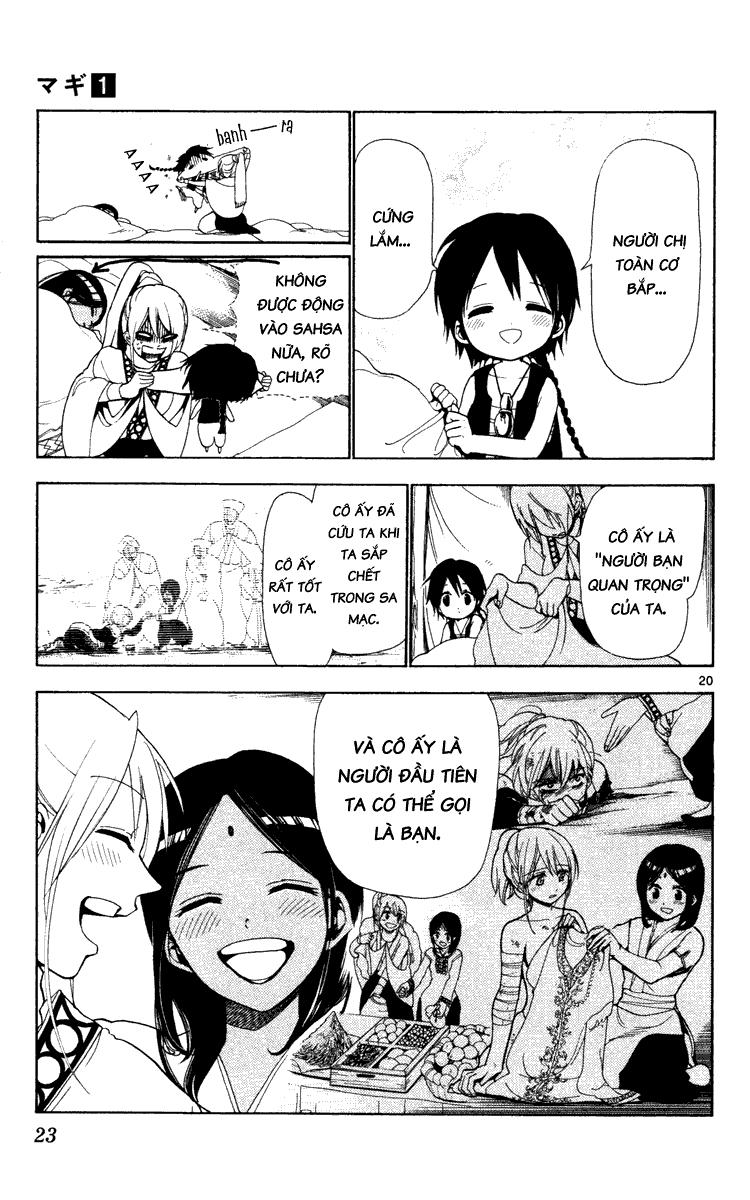 マギ 1
NGƯỜI CHỊ
TOÀN CƠ
BẮP...
CỨNG
LẮM...
banh — ra
AAAA
KHÔNG
ĐƯỢC ĐỘNG
VÀO SAHSA
NỮA, RÕ
CHƯA?
CÔ ẤY LÀ
"NGƯỜI BẠN
QUAN TRỌNG"
CỦA TA.
CÔ ẤY ĐÃ
CỨU TA KHI
TA SẮP
CHẾT
TRONG SA
MẠC.
CÔ ẤY
RẤT TỐT
VỚI TA.
20
VÀ CÔ ẤY LÀ
NGƯỜI ĐẦU TIÊN
TA CÓ THỂ GỌI
LÀ BẠN.
23